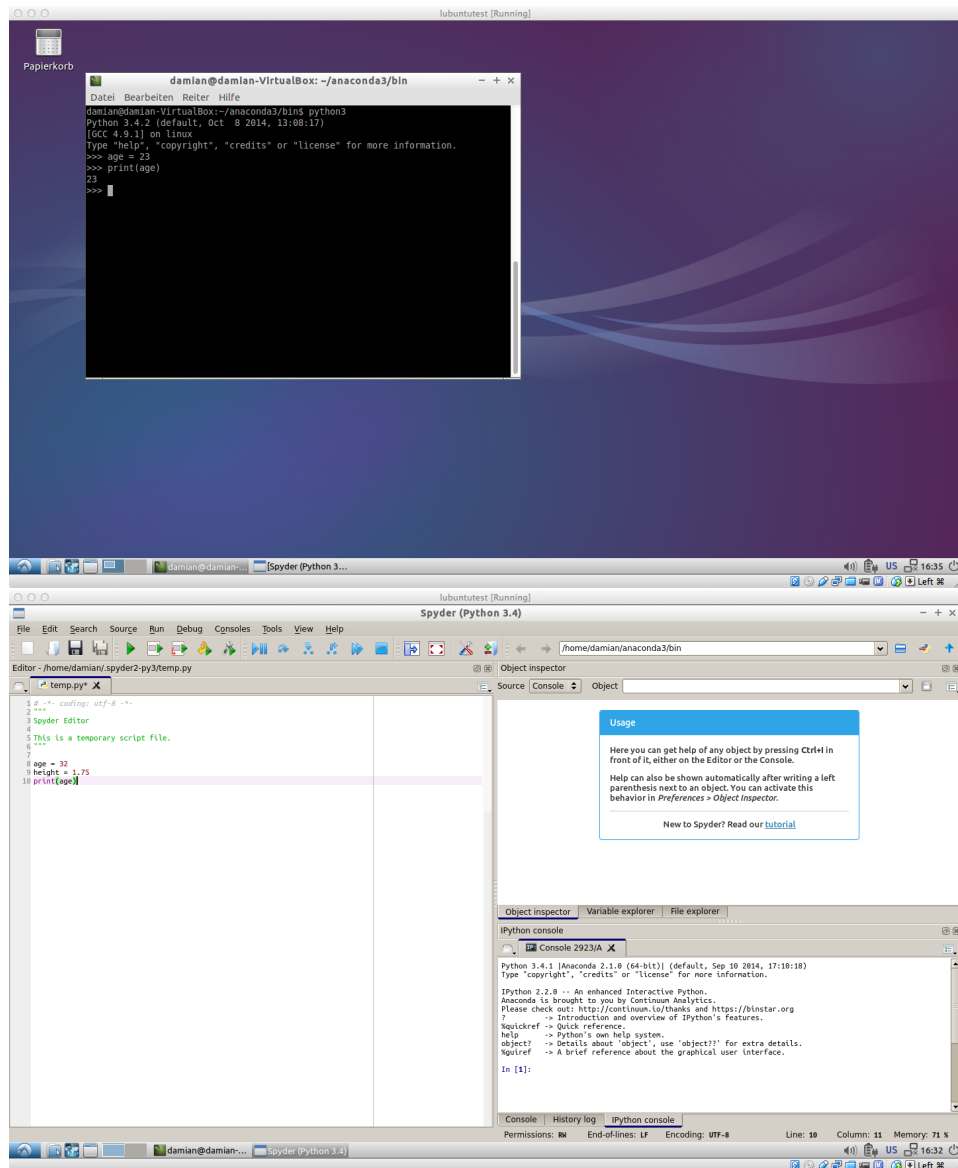 lubuntutest [Running]
Papierkorb
damian@damian-VirtualBox: ~/anaconda3/bin
Datei Bearbeiten Reiter Hilfe
damian@damian-VirtualBox:~/anaconda3/bin$ python3
Python 3.4.2 (default, Oct  8 2014, 13:08:17)
[GCC 4.9.1] on linux
Type "help", "copyright", "credits" or "license" for more information.
>>> age = 23
>>> print(age)
23
>>>
damian@damian-... [Spyder (Python 3...
US 16:35
Left ⌘
lubuntutest [Running]
Spyder (Python 3.4)
File Edit Search Source Run Debug Consoles Tools View Help
/home/damian/anaconda3/bin
Editor - /home/damian/.spyder2-py3/temp.py
temp.py*
1 # -*- coding: utf-8 -*-
2 """
3 Spyder Editor
4
5 This is a temporary script file.
6 """
7
8 age = 32
9 height = 1.75
10 print(age)
Object inspector
Source Console Object
Usage
Here you can get help of any object by pressing Ctrl+I in
front of it, either on the Editor or the Console.
Help can also be shown automatically after writing a left
parenthesis next to an object. You can activate this
behavior in Preferences > Object Inspector.
New to Spyder? Read our tutorial
Object inspector Variable explorer File explorer
IPython console
Console 2923/A
Python 3.4.1 |Anaconda 2.1.0 (64-bit)| (default, Sep 10 2014, 17:10:18)
Type "copyright", "credits" or "license" for more information.
IPython 2.2.0 -- An enhanced Interactive Python.
Anaconda is brought to you by Continuum Analytics.
Please check out: http://continuum.io/thanks and https://binstar.org
? -> Introduction and overview of IPython's features.
%quickref -> Quick reference.
help -> Python's own help system.
object? -> Details about 'object', use 'object??' for extra details.
%guiref -> A brief reference about the graphical user interface.
In [1]:
Console History log IPython console
Permissions: RW End-of-lines: LF Encoding: UTF-8 Line: 10 Column: 11 Memory: 71 %
damian@damian-... Spyder (Python 3.4)
US 16:32
Left ⌘